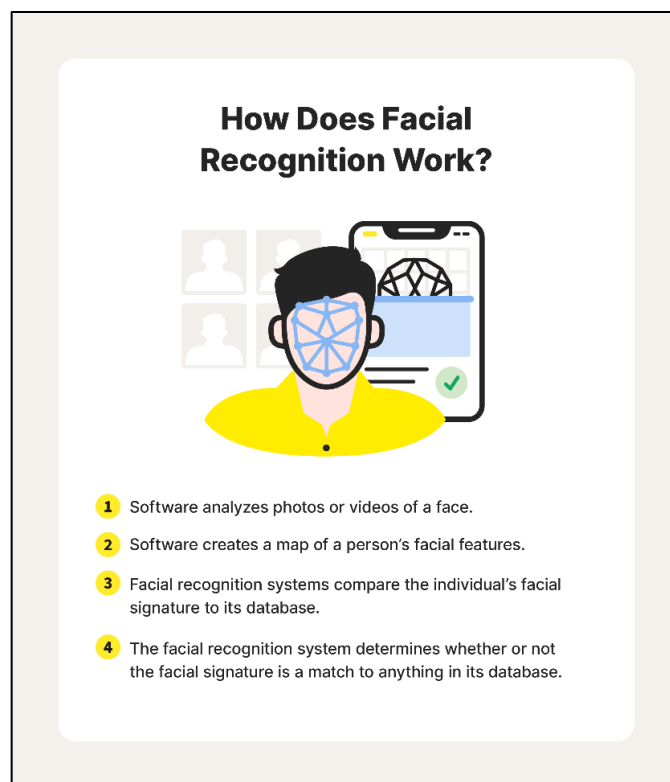 How Does Facial
Recognition Work?
1 Software analyzes photos or videos of a face.
2 Software creates a map of a person’s facial features.
3 Facial recognition systems compare the individual’s facial
signature to its database.
4 The facial recognition system determines whether or not
the facial signature is a match to anything in its database.